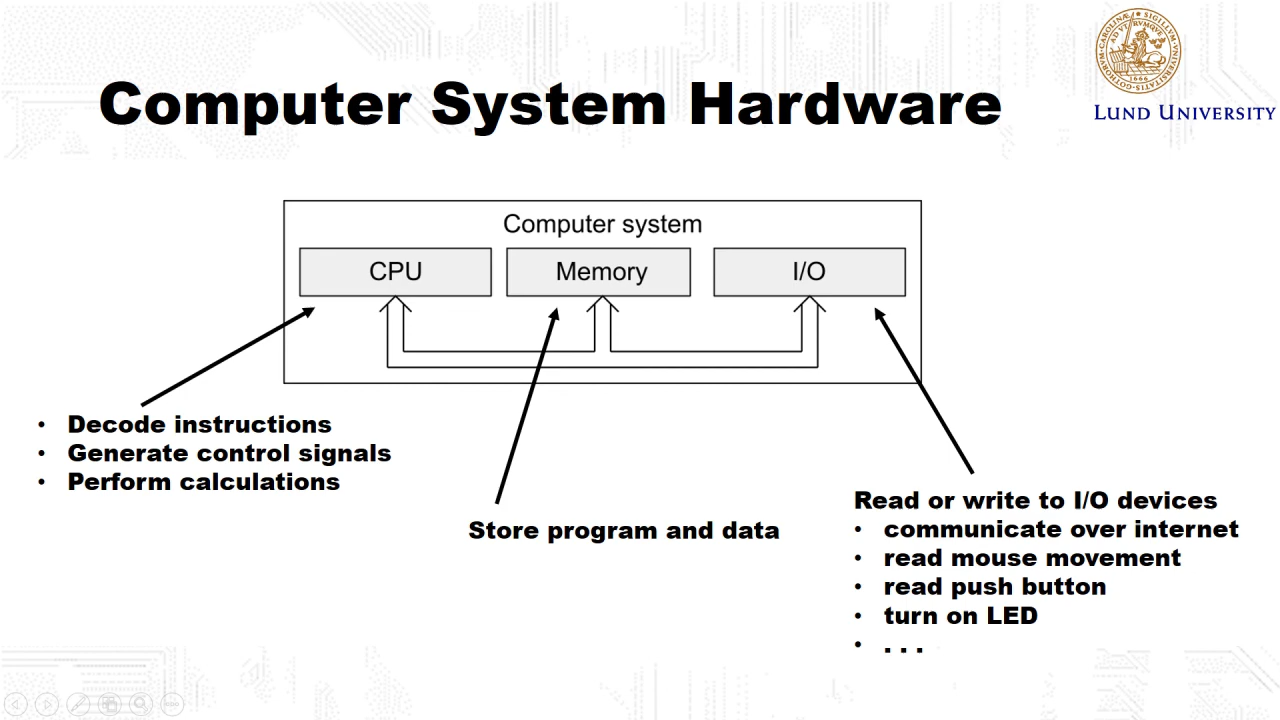 Computer System Hardware
LUND UNIVERSITY
Computer system
CPU
Memory
I/O
• Decode instructions
• Generate control signals
• Perform calculations
Store program and data
Read or write to I/O devices
• communicate over internet
• read mouse movement
• read push button
• turn on LED
• . . .